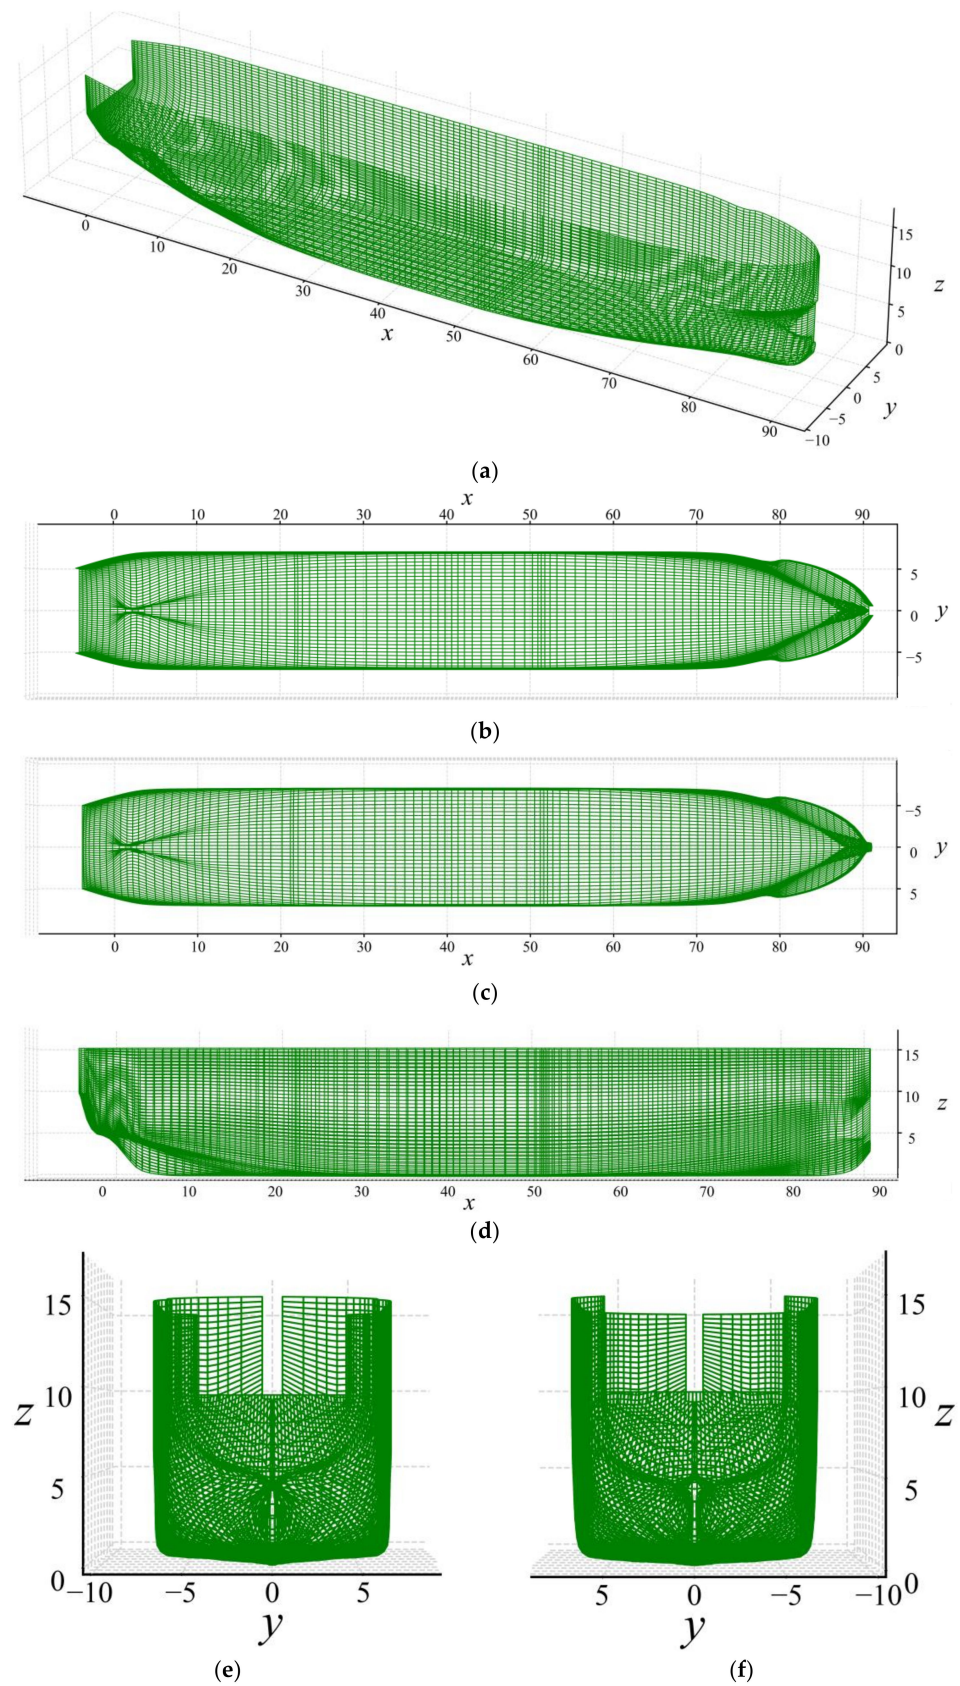 15
10
z
5
0
0
10
20
30
40
x
50
60
70
80
90
5
0
y
−5
−10
(a)
x
0 10 20 30 40 50 60 70 80 90
5
0 y
−5
(b)
−5
0 y
5
0 10 20 30 40 50 60 70 80 90
x
(c)
15
10 z
5
0 10 20 30 40 50 60 70 80 90
x
(d)
15 15
10 10
z z
5 5
0 −10 −5 0 5 5 0 −5 −10 0
y y
(e) (f)